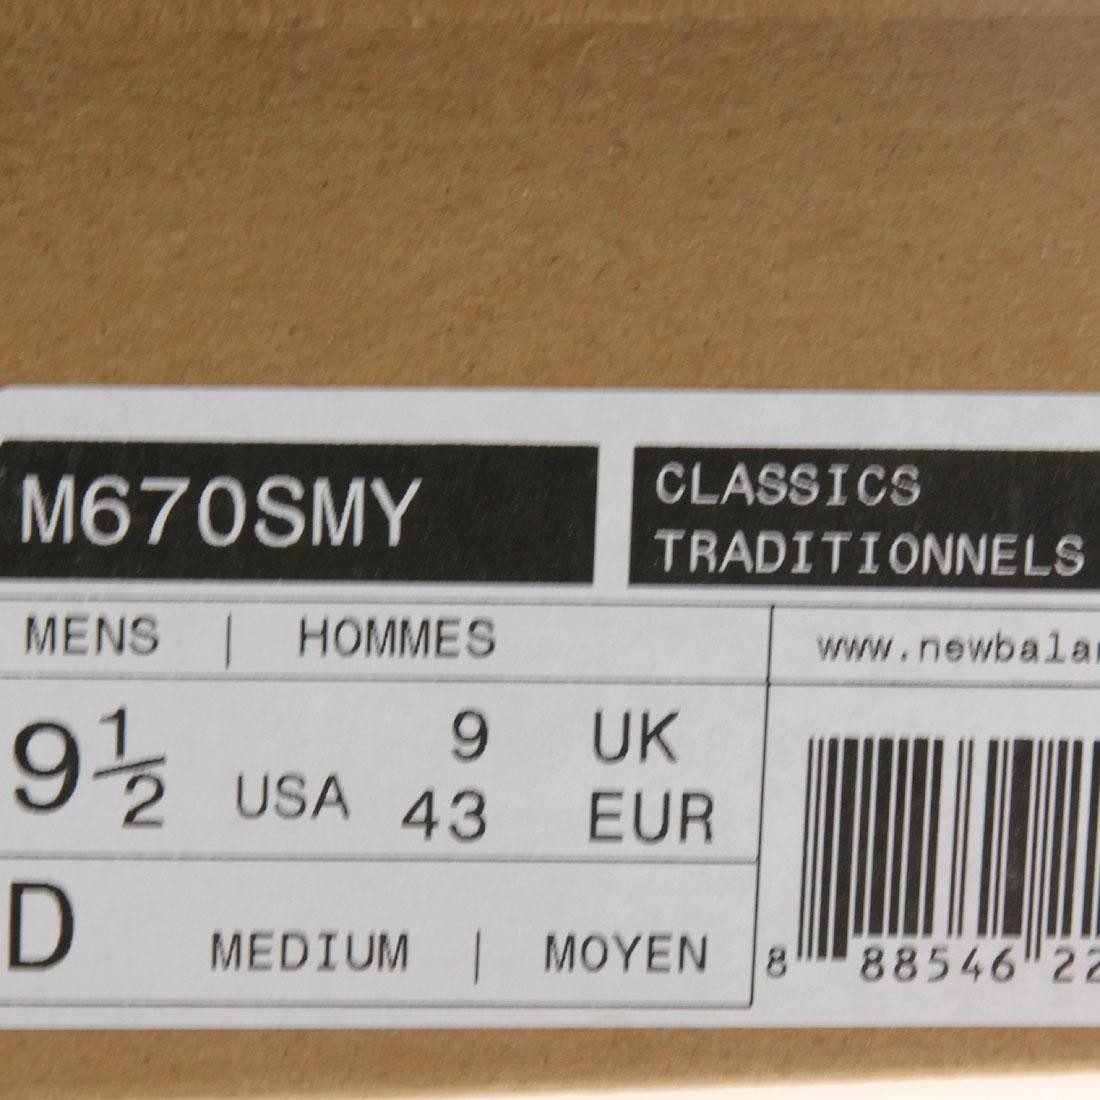 M670SMY
CLASSICS
TRADITIONNELS
MENS | HOMMES
www.newbalan
9 1/2 USA
9 UK
43 EUR
D
MEDIUM | MOYEN
8 88546 22